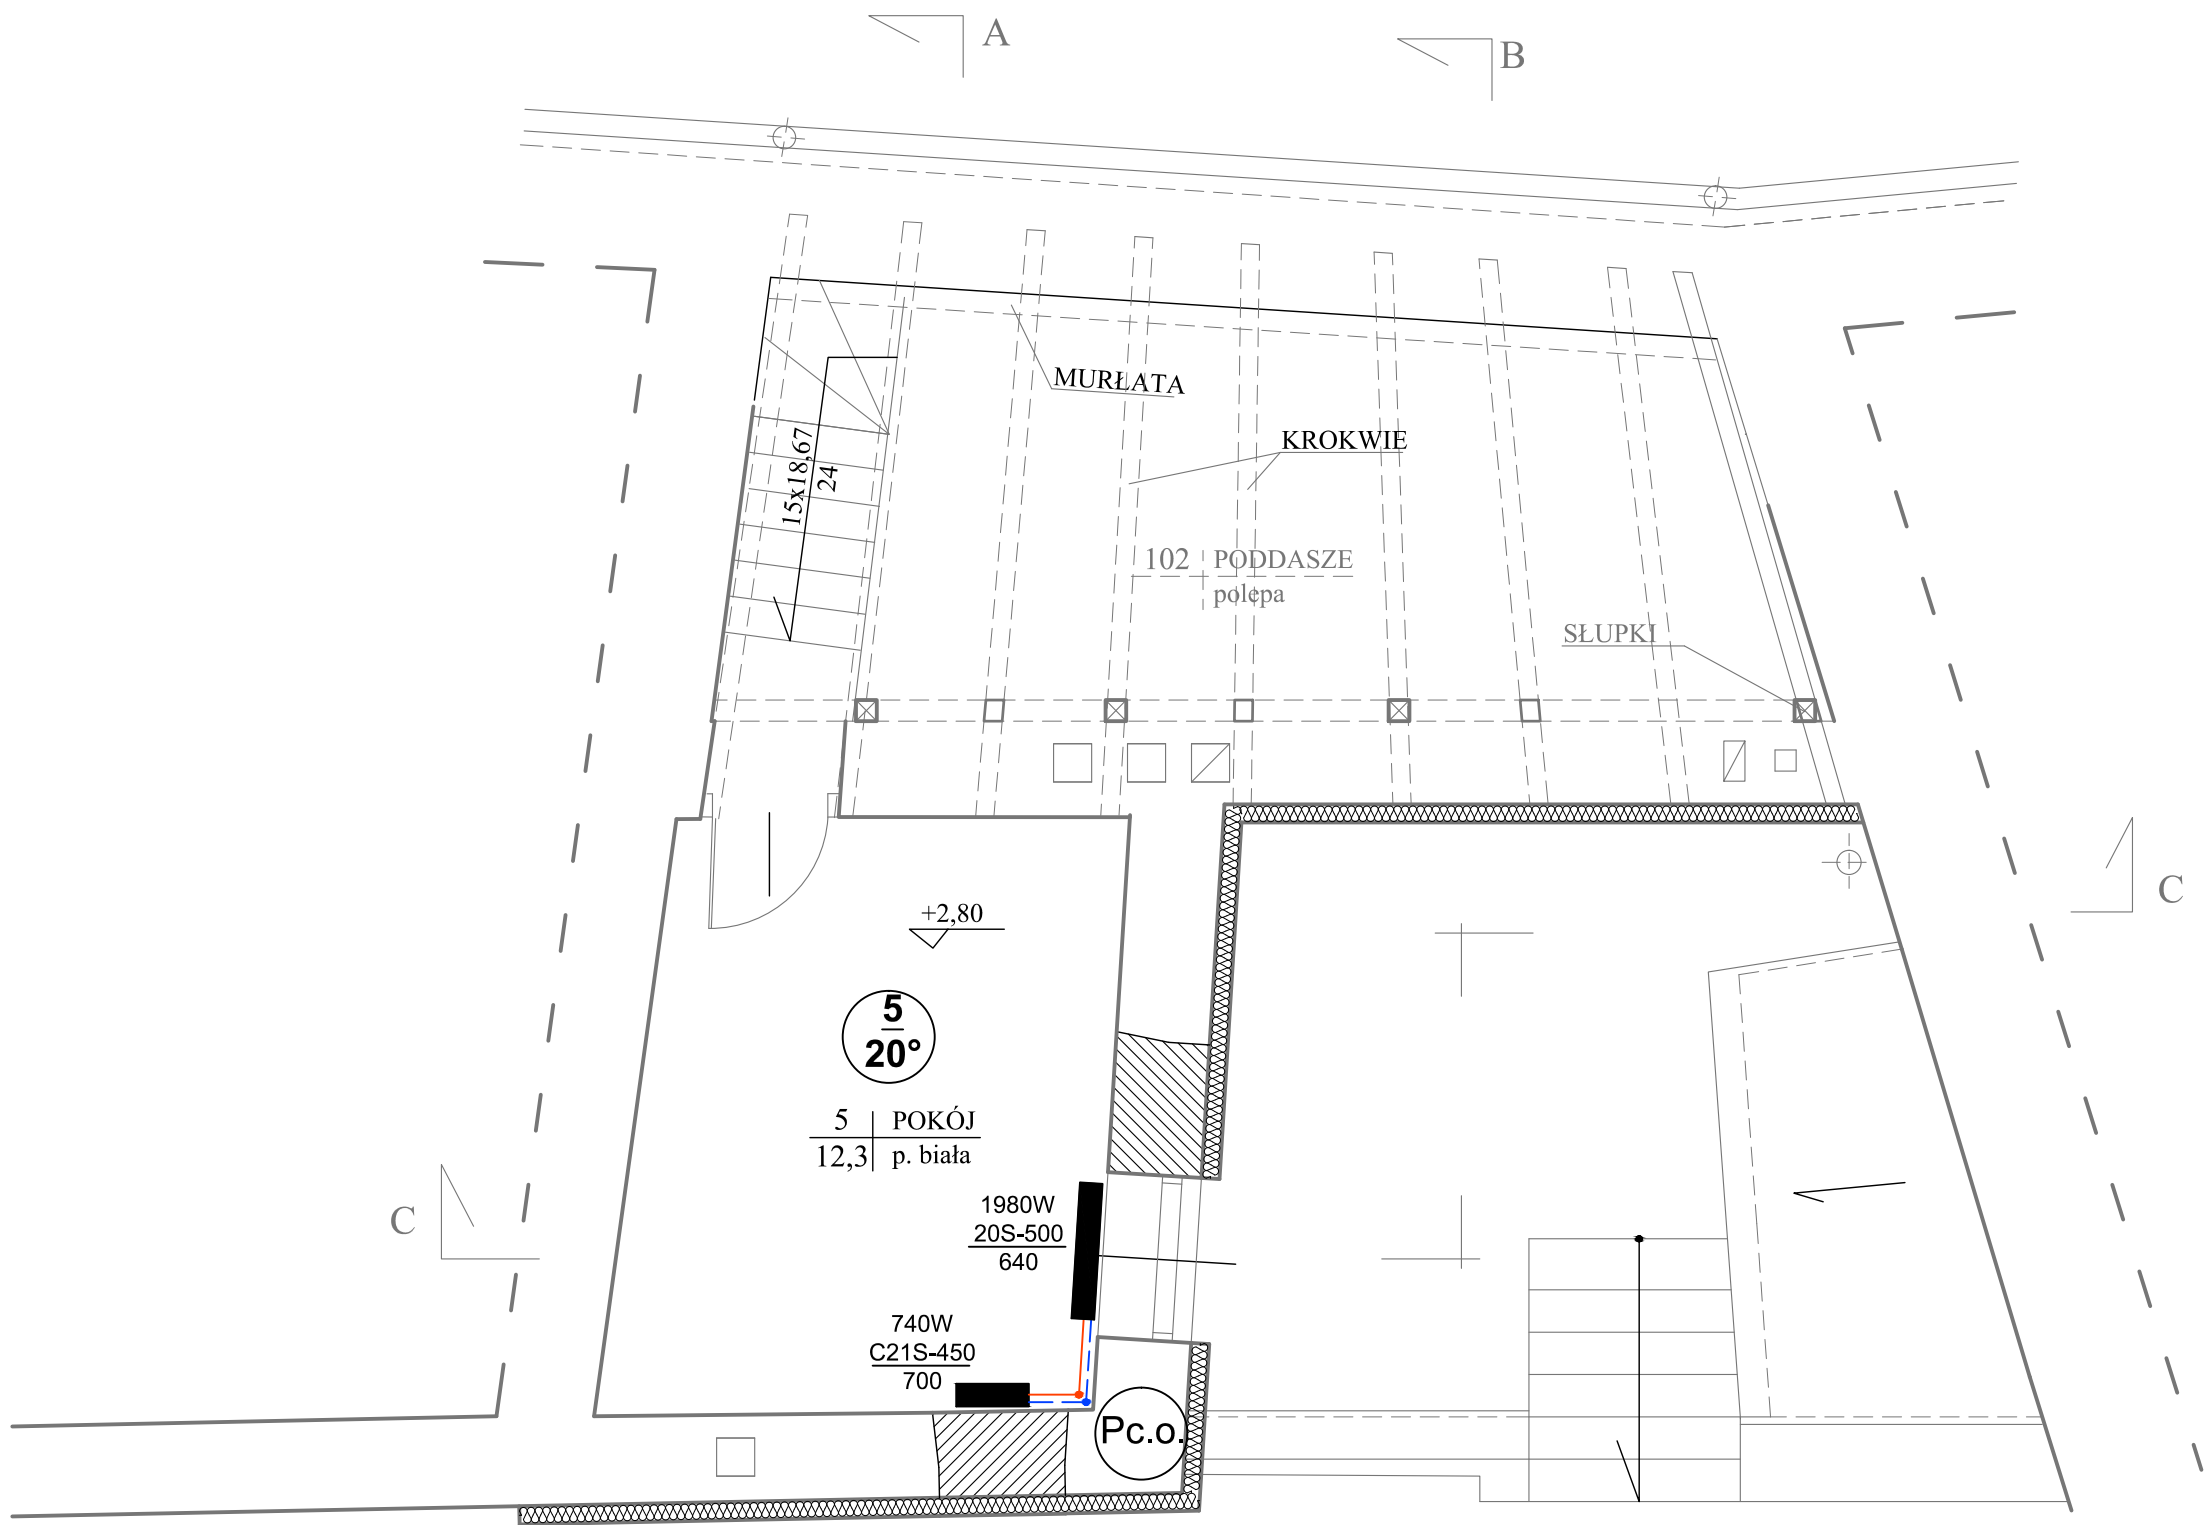 A
B
MURŁATA
KROKWIE
15x18,67
24
102 PODDASZE
polepa
SŁUPKI
+2,80
C
5
20°
5 POKÓJ
12,3 p. biała
1980W
20S-500
640
C
740W
C21S-450
700
Pc.o.